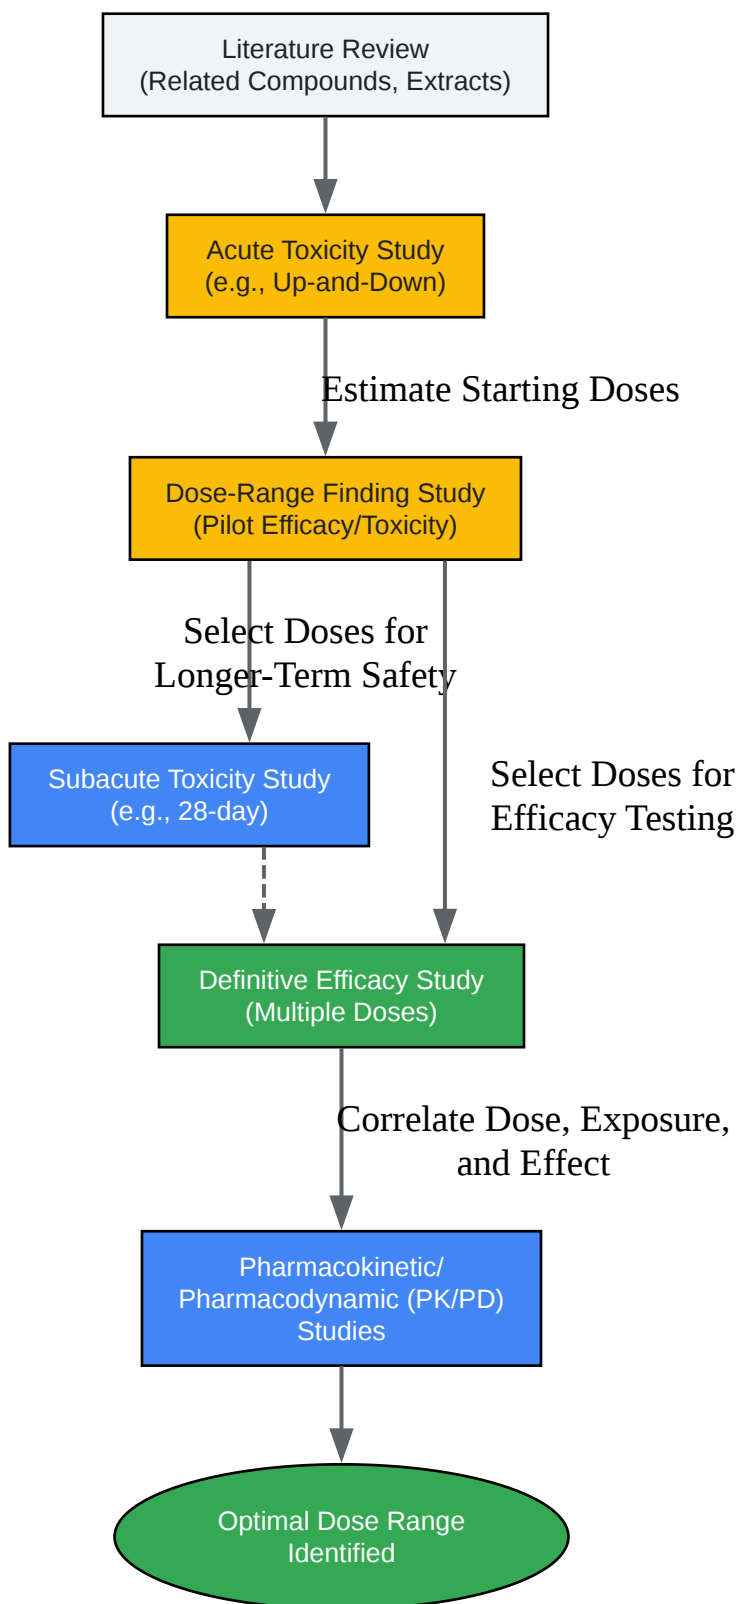 Literature Review
(Related Compounds, Extracts)
Acute Toxicity Study
(e.g., Up-and-Down)
Estimate Starting Doses
Dose-Range Finding Study
(Pilot Efficacy/Toxicity)
Select Doses for
Longer-Term Safety
Subacute Toxicity Study
(e.g., 28-day)
Select Doses for
Efficacy Testing
Definitive Efficacy Study
(Multiple Doses)
Correlate Dose, Exposure,
and Effect
Pharmacokinetic/
Pharmacodynamic (PK/PD)
Studies
Optimal Dose Range
Identified